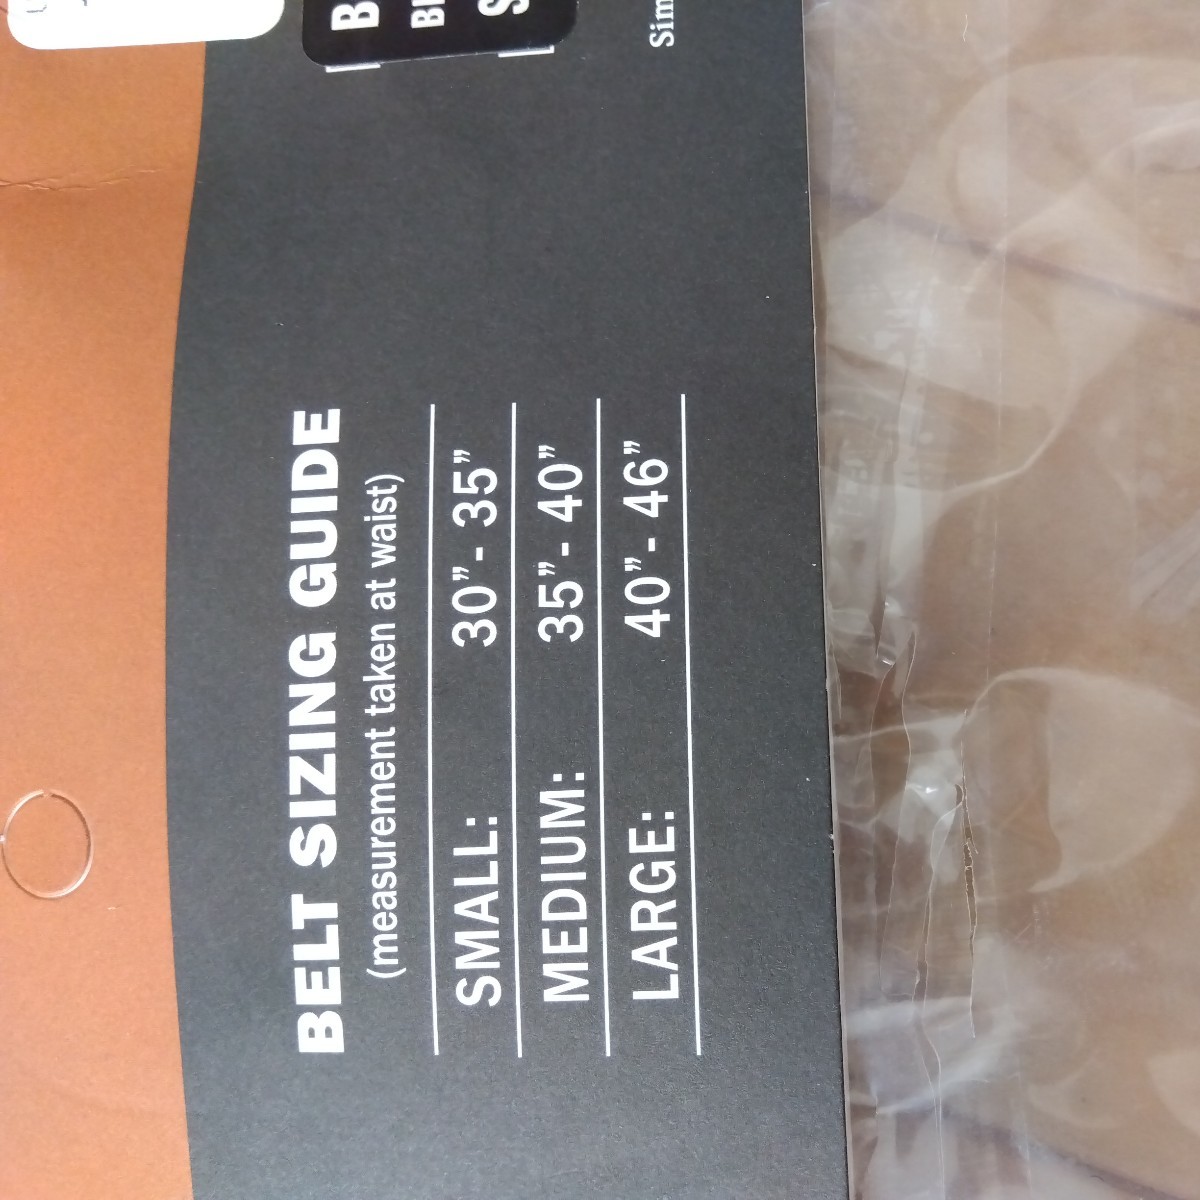 BELT SIZING GUIDE
(measurement taken at waist)
SMALL: 30”- 35”
MEDIUM: 35”- 40”
LARGE: 40”- 46”